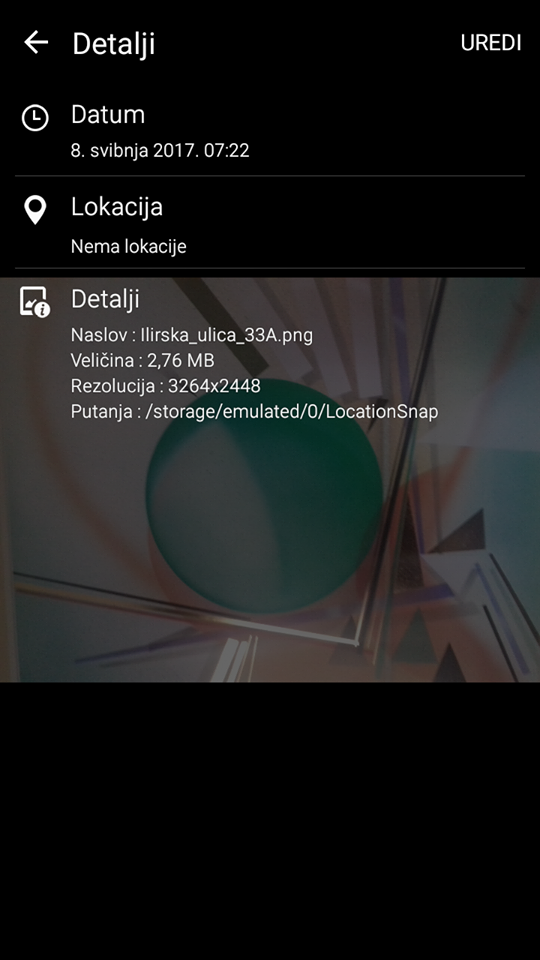 Detalji
UREDI
Datum
8. svibnja 2017. 07:22
Lokacija
Nema lokacije
Detalji
Naslov : Ilirska_ulica_33A.png
Veličina : 2,76 MB
Rezolucija : 3264x2448
Putanja : /storage/emulated/0/LocationSnap